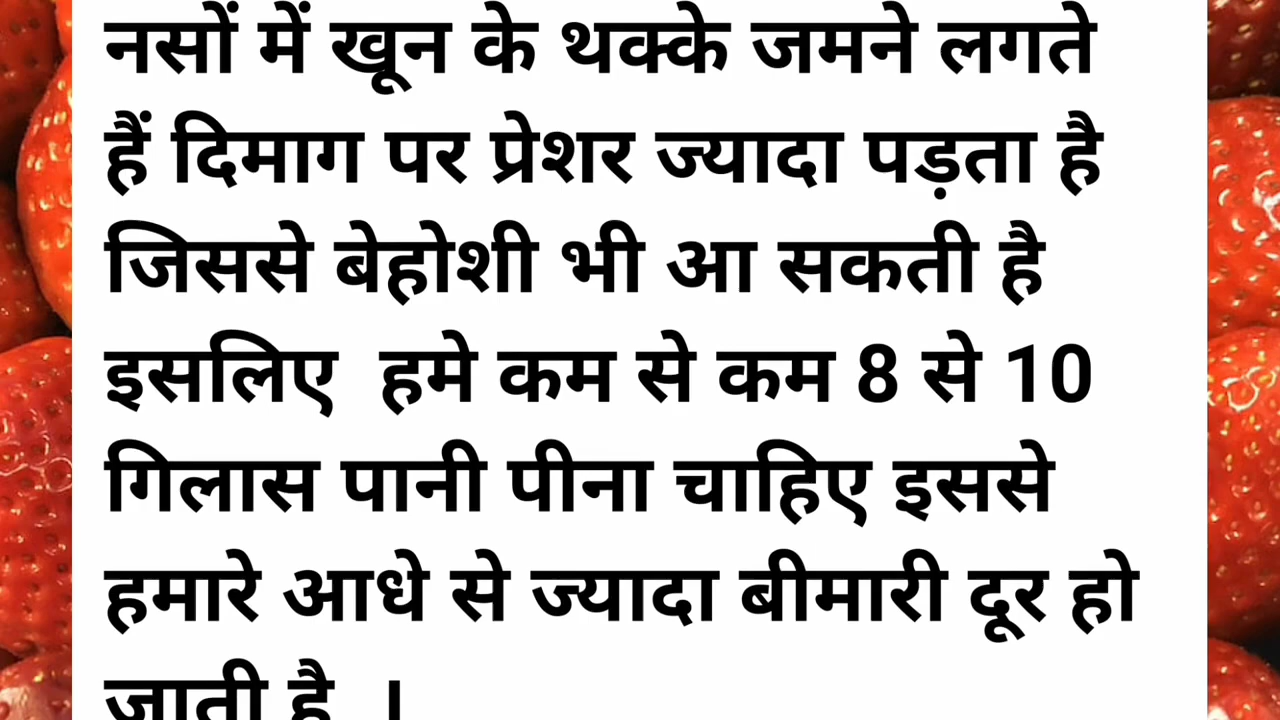 नसों में खून के थक्के जमने लगते
हैं दिमाग पर प्रेशर ज्यादा पड़ता है
जिससे बेहोशी भी आ सकती है
इसलिए  हमे कम से कम 8 से 10
गिलास पानी पीना चाहिए इससे
हमारे आधे से ज्यादा बीमारी दूर हो
जाती है  ।